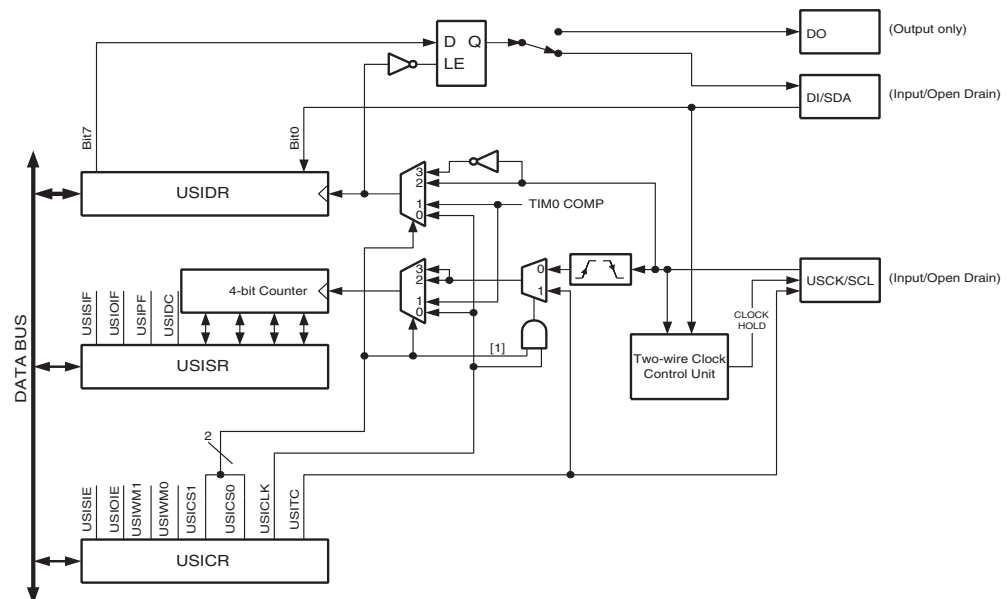 D Q
LE
DO
(Output only)
DI/SDA
(Input/Open Drain)
Bit7
Bit0
USIDR
3
2
1
0
TIM0 COMP
4-bit Counter
3
2
1
0
0
1
USCK/SCL
(Input/Open Drain)
CLOCK
HOLD
USISIF
USIOIF
USIPF
USIDC
[1]
Two-wire Clock
Control Unit
USISR
DATA BUS
2
USISIE
USIOIE
USIWM1
USIWM0
USICS1
USICS0
USICLK
USITC
USICR